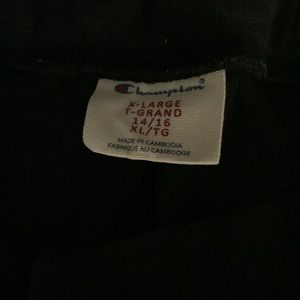 Champion®
X-LARGE
T-GRAND
14/16
XL/TG
MADE IN CAMBODIA
FABRIQUÉ AU CAMBODGE